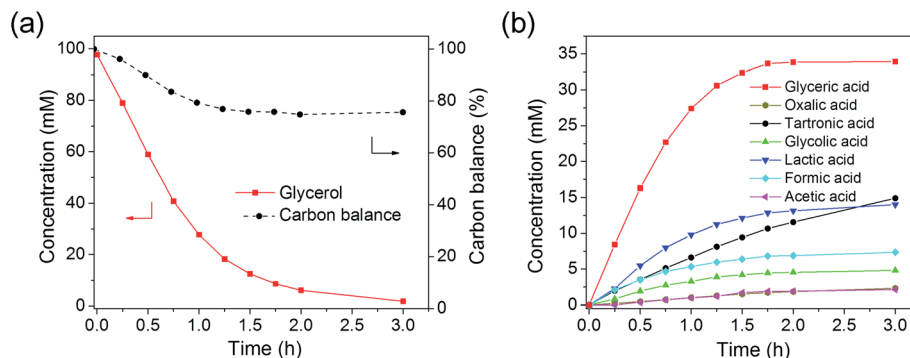 (a)
100
80
60
40
20
0
Concentration (mM)
0.0 0.5 1.0 1.5 2.0 2.5 3.0
Time (h)
Glycerol
Carbon balance
100
80
60
40
20
0
Carbon balance (%)
(b)
35
30
25
20
15
10
5
0
Concentration (mM)
0.0 0.5 1.0 1.5 2.0 2.5 3.0
Time (h)
Glyceric acid
Oxalic acid
Tartronic acid
Glycolic acid
Lactic acid
Formic acid
Acetic acid